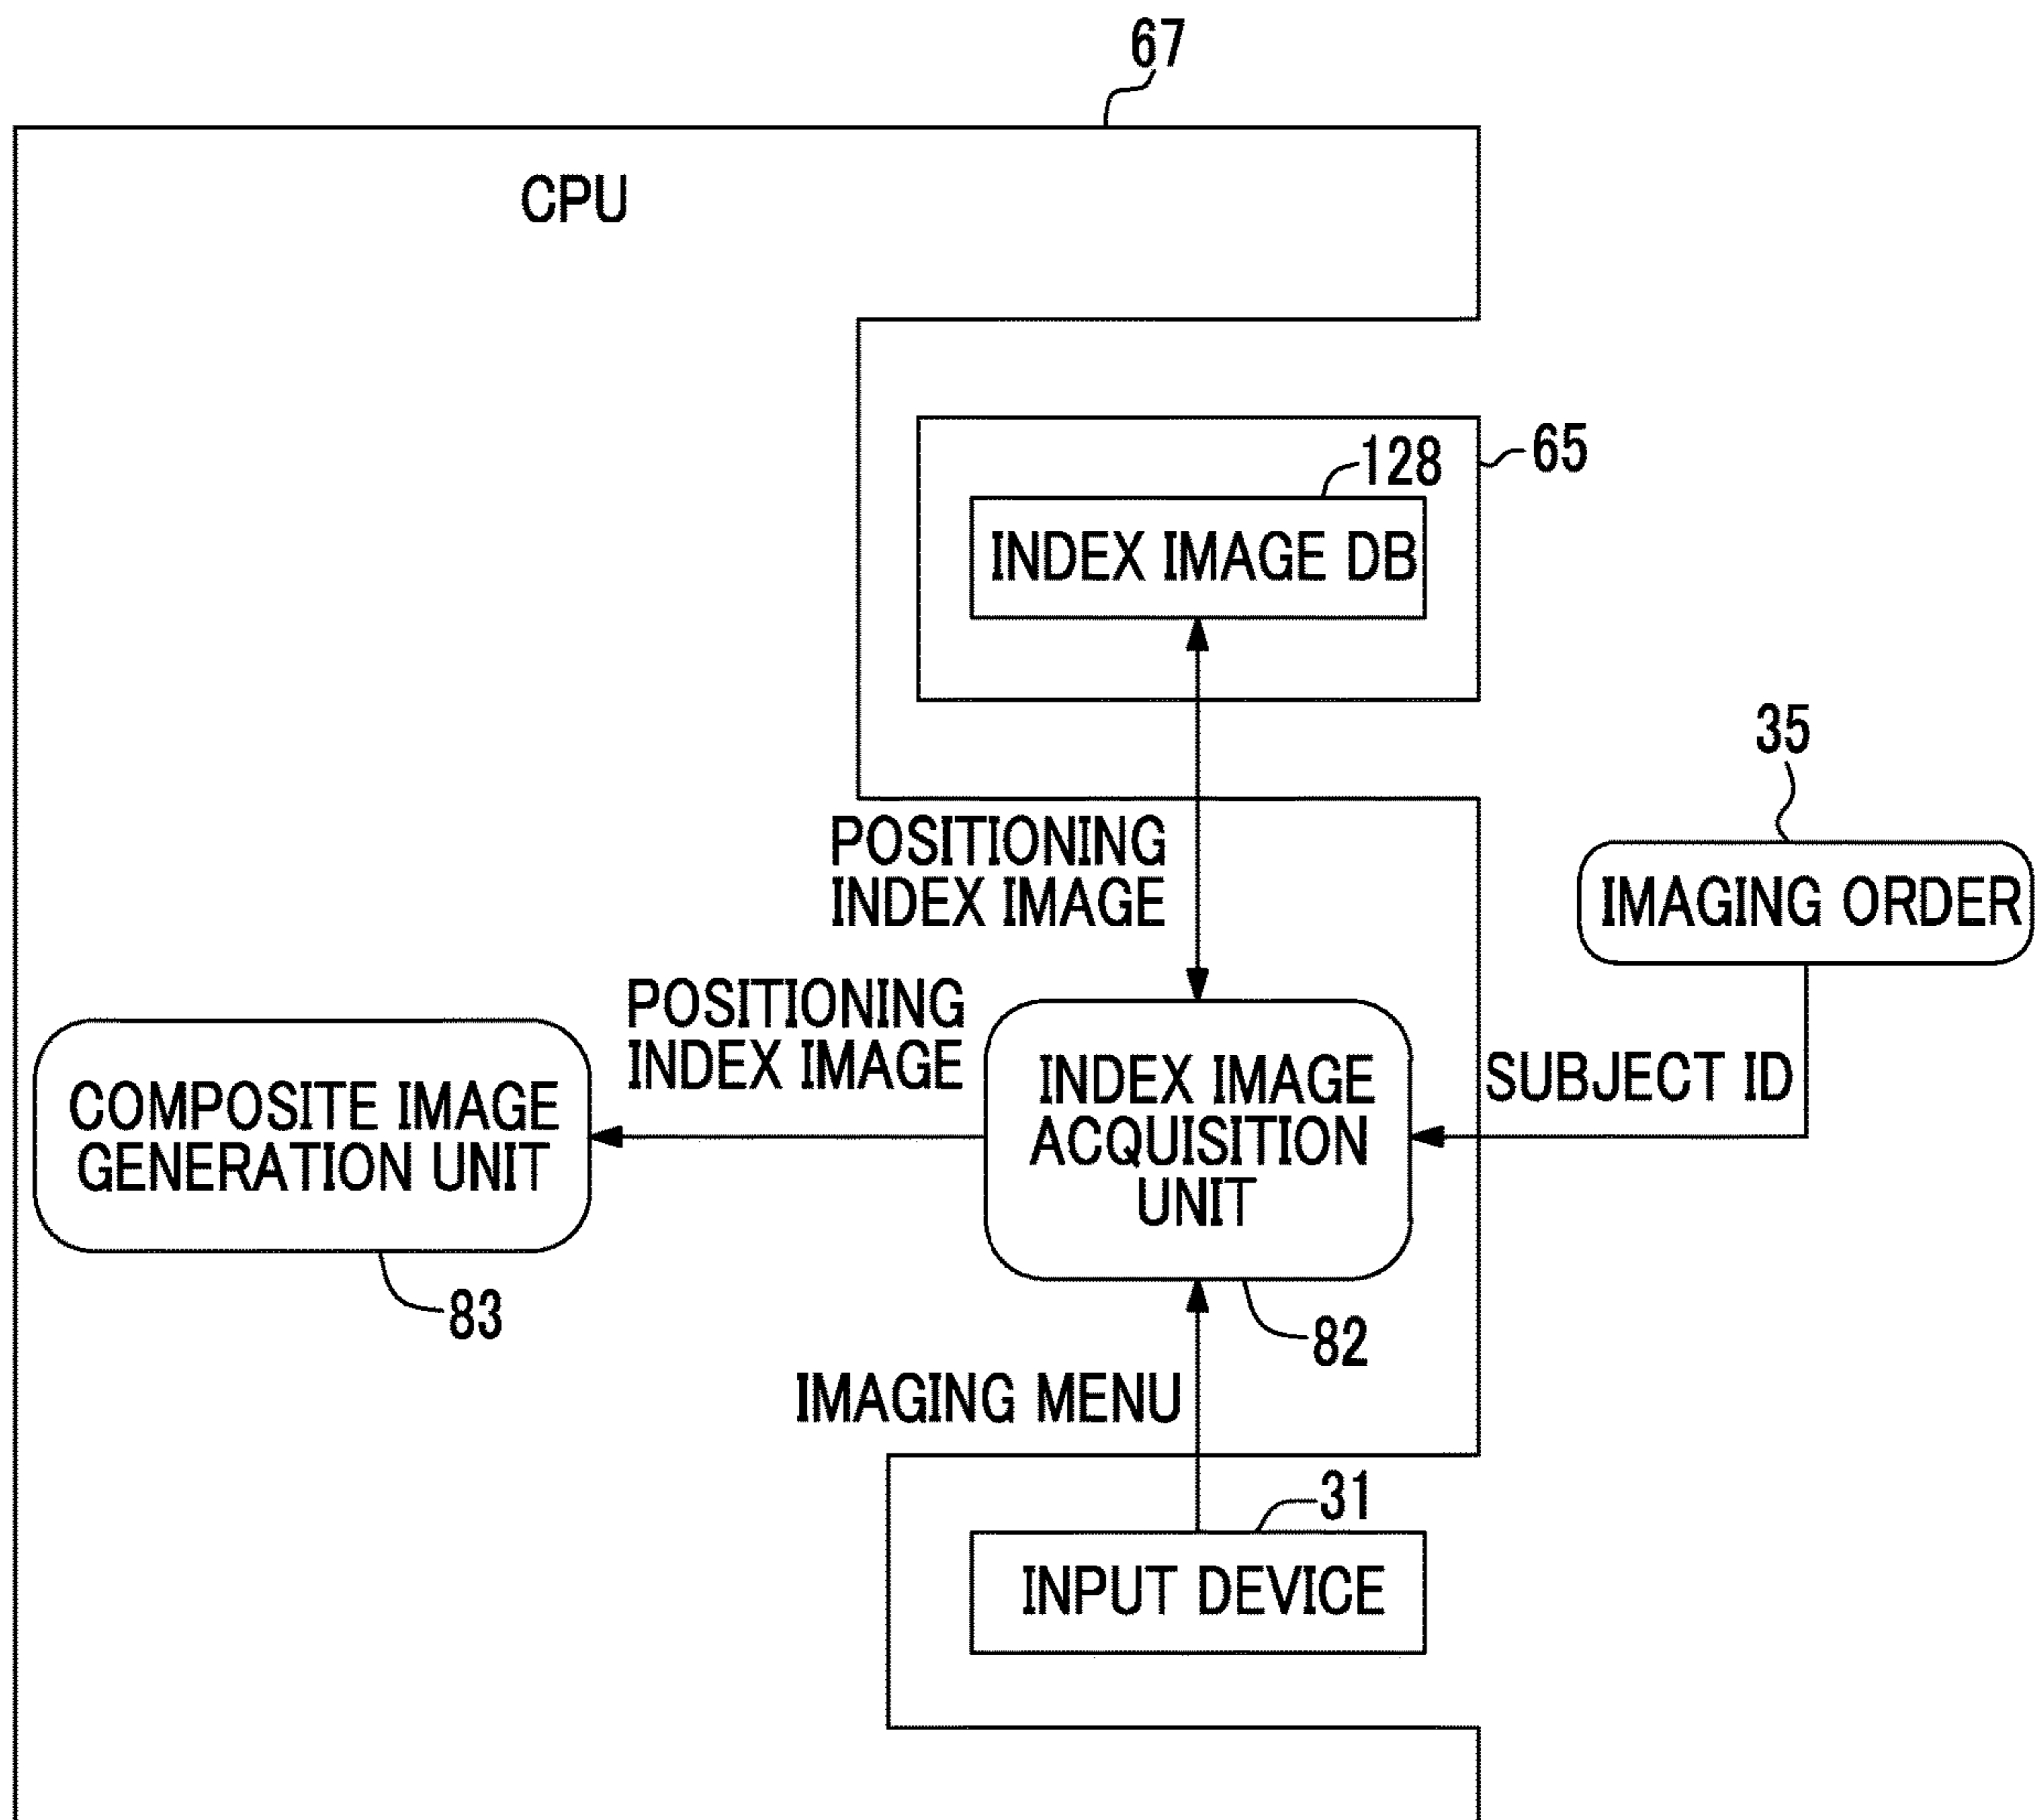 67
CPU
65
128
INDEX IMAGE DB
35
POSITIONING
INDEX IMAGE
IMAGING ORDER
POSITIONING
INDEX IMAGE
SUBJECT ID
COMPOSITE IMAGE
GENERATION UNIT
INDEX IMAGE
ACQUISITION
UNIT
83
82
IMAGING MENU
31
INPUT DEVICE